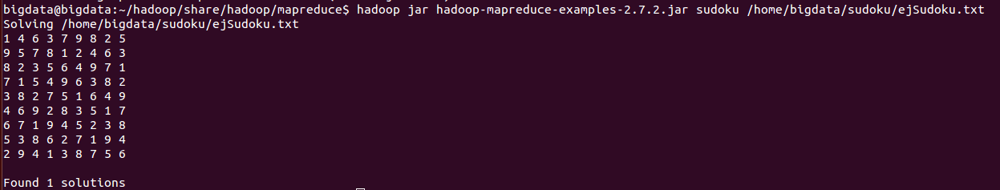 bigdata@bigdata:~/hadoop/share/hadoop/mapreduce$ hadoop jar hadoop-mapreduce-examples-2.7.2.jar sudoku /home/bigdata/sudoku/ejSudoku.txt
Solving /home/bigdata/sudoku/ejSudoku.txt
1 4 6 3 7 9 8 2 5
9 5 7 8 1 2 4 6 3
8 2 3 5 6 4 9 7 1
7 1 5 4 9 6 3 8 2
3 8 2 7 5 1 6 4 9
4 6 9 2 8 3 5 1 7
6 7 1 9 4 5 2 3 8
5 3 8 6 2 7 1 9 4
2 9 4 1 3 8 7 5 6
Found 1 solutions